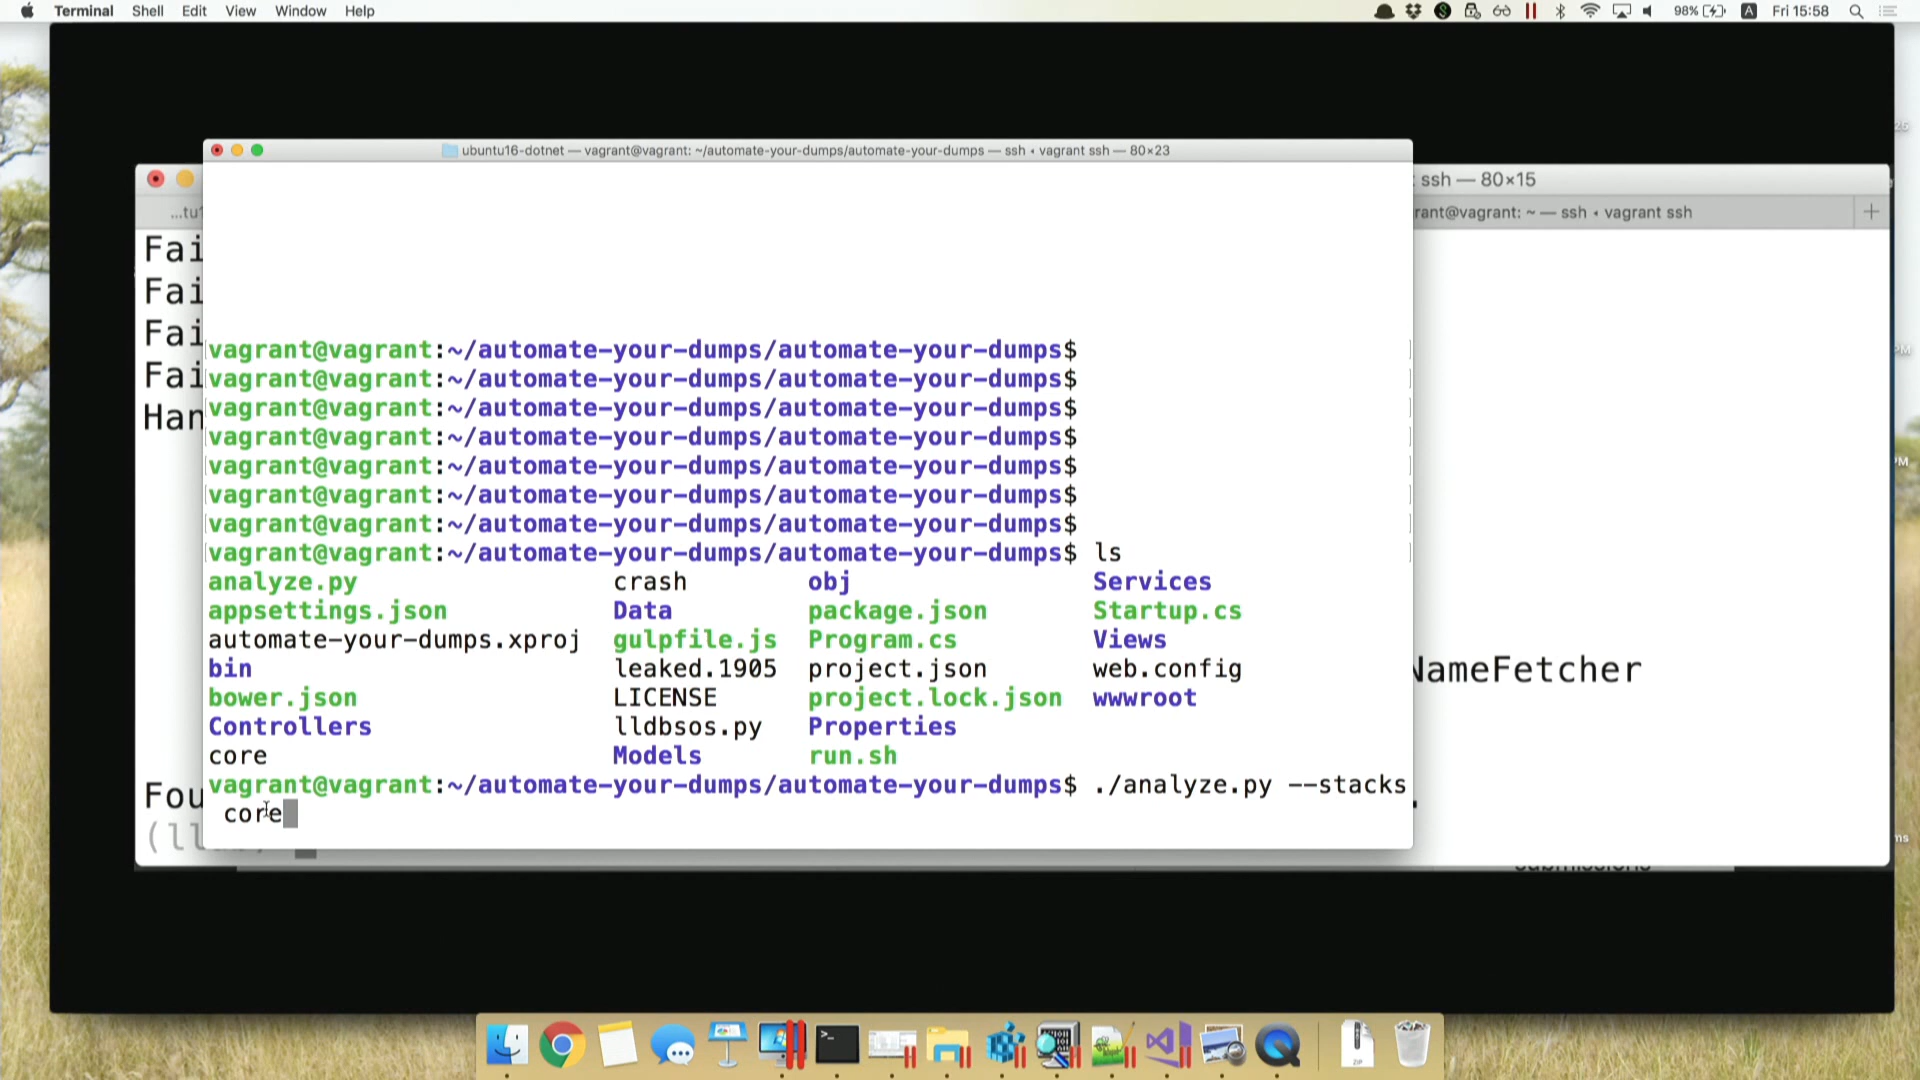 Terminal Shell Edit View Window Help
98% A Fri 15:58
ubuntu16-dotnet — vagrant@vagrant: ~/automate-your-dumps/automate-your-dumps — ssh ◂ vagrant ssh — 80×23
ssh — 80×15
...tu1
rant@vagrant: ~ — ssh ◂ vagrant ssh
Fai
Fai
Fai
Fai
Han
vagrant@vagrant:~/automate-your-dumps/automate-your-dumps$
vagrant@vagrant:~/automate-your-dumps/automate-your-dumps$
vagrant@vagrant:~/automate-your-dumps/automate-your-dumps$
vagrant@vagrant:~/automate-your-dumps/automate-your-dumps$
vagrant@vagrant:~/automate-your-dumps/automate-your-dumps$
vagrant@vagrant:~/automate-your-dumps/automate-your-dumps$
vagrant@vagrant:~/automate-your-dumps/automate-your-dumps$
vagrant@vagrant:~/automate-your-dumps/automate-your-dumps$ ls
analyze.py crash obj Services
appsettings.json Data package.json Startup.cs
automate-your-dumps.xproj gulpfile.js Program.cs Views
bin leaked.1905 project.json web.config
bower.json LICENSE project.lock.json wwwroot
Controllers lldbsos.py Properties
core Models run.sh
vagrant@vagrant:~/automate-your-dumps/automate-your-dumps$ ./analyze.py --stacks
core
NameFetcher
Fou
(ll